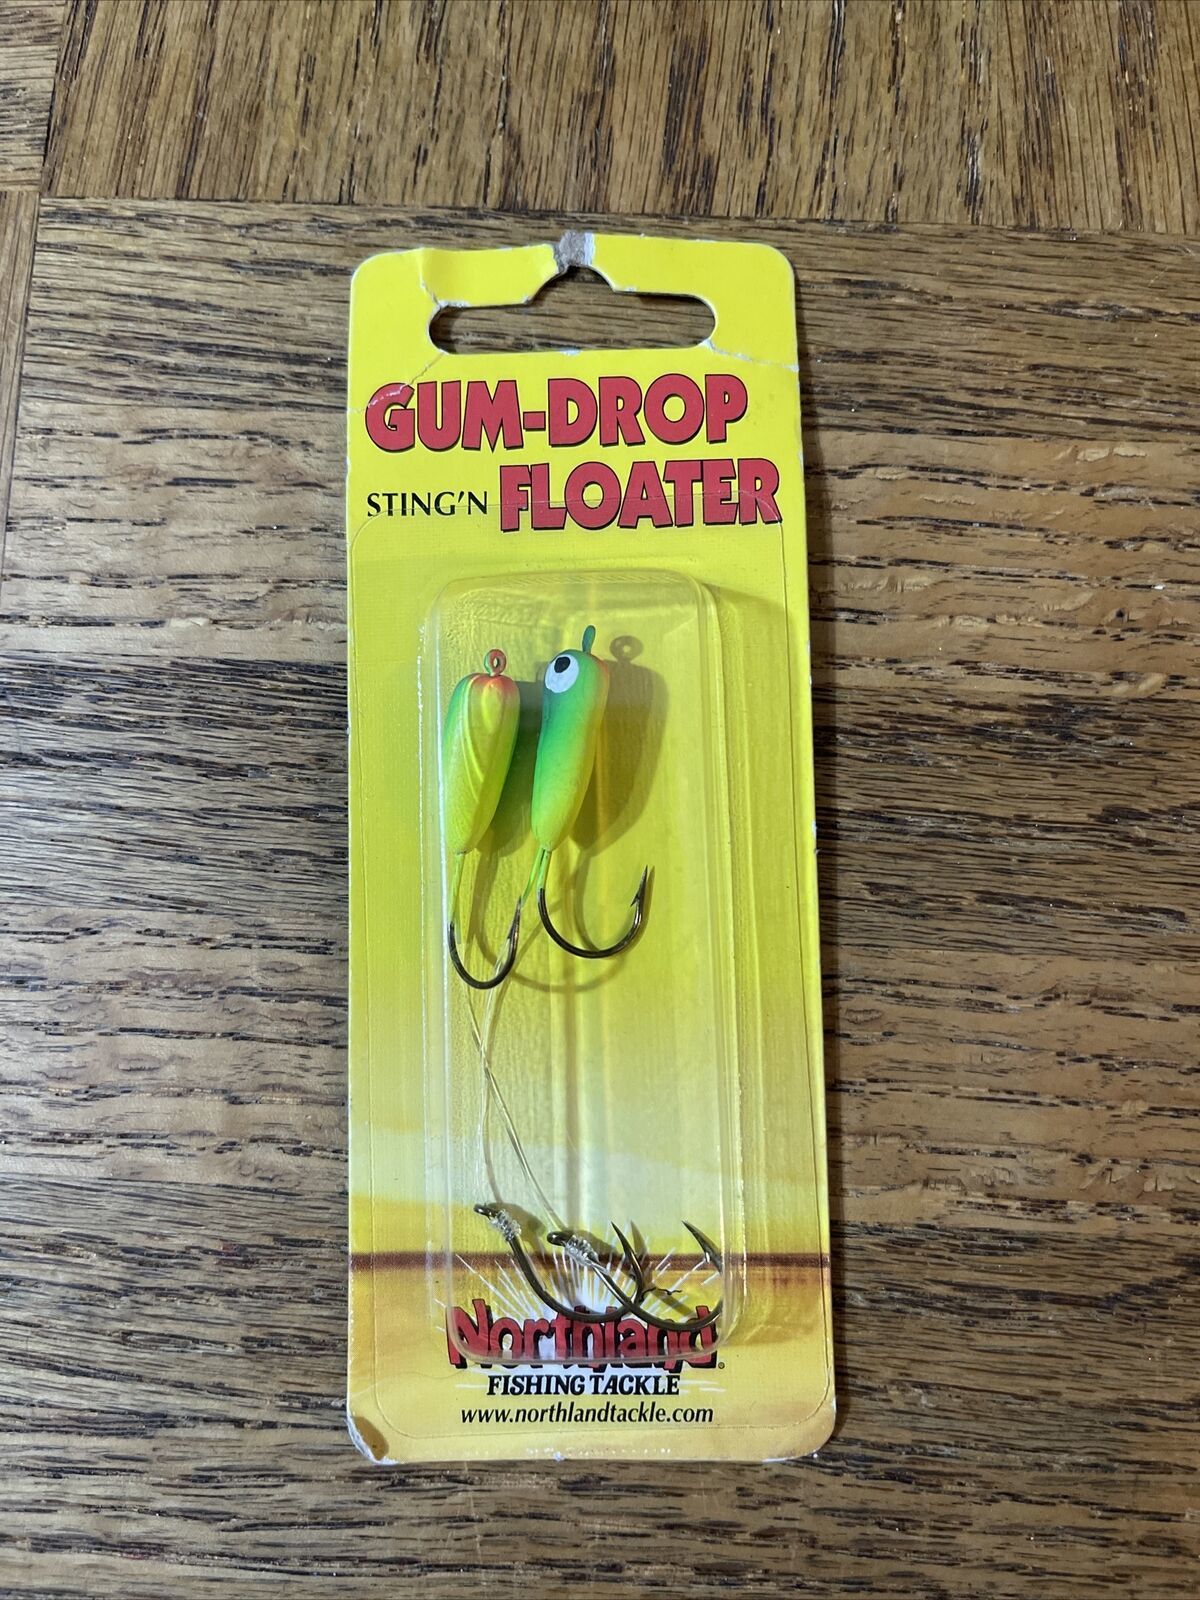 GUM-DROP
STING'N FLOATER
Northland®
FISHING TACKLE
www.northlandtackle.com